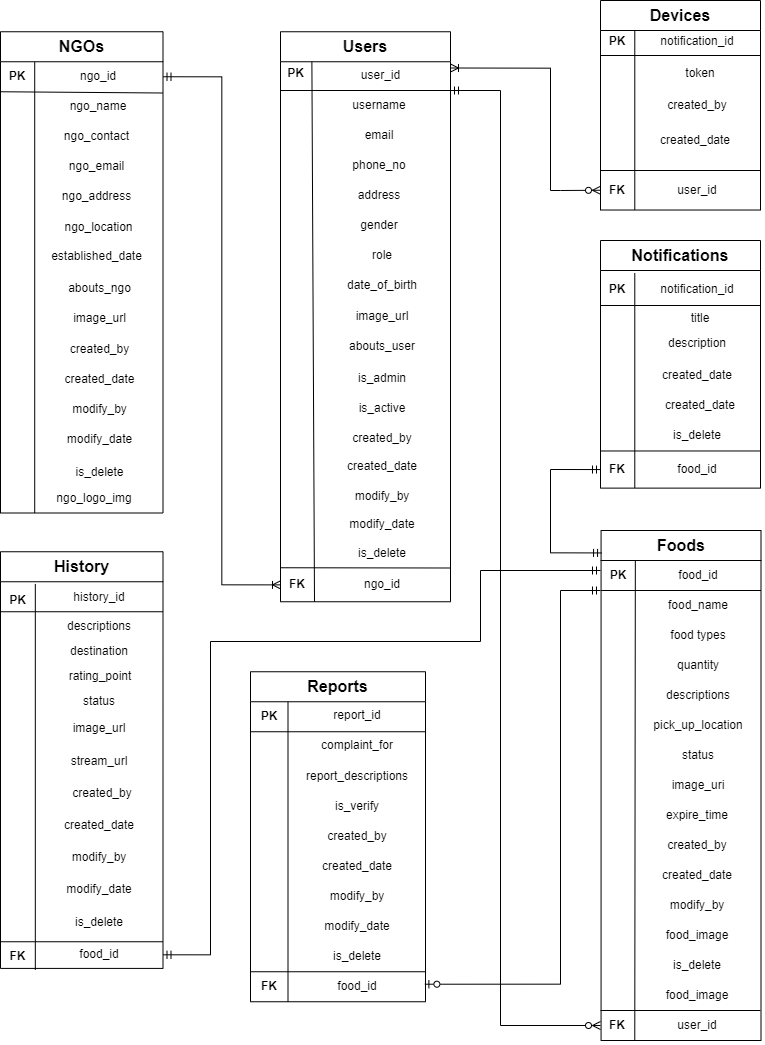 NGOs
PK ngo_id
ngo_name
ngo_contact
ngo_email
ngo_address
ngo_location
established_date
abouts_ngo
image_url
created_by
created_date
modify_by
modify_date
is_delete
ngo_logo_img
Users
PK user_id
username
email
phone_no
address
gender
role
date_of_birth
image_url
abouts_user
is_admin
is_active
created_by
created_date
modify_by
modify_date
is_delete
FK ngo_id
Devices
PK notification_id
token
created_by
created_date
FK user_id
Notifications
PK notification_id
title
description
created_date
created_date
is_delete
FK food_id
History
PK history_id
descriptions
destination
rating_point
status
image_url
stream_url
created_by
created_date
modify_by
modify_date
is_delete
FK food_id
Reports
PK report_id
complaint_for
report_descriptions
is_verify
created_by
created_date
modify_by
modify_date
is_delete
FK food_id
Foods
PK food_id
food_name
food types
quantity
descriptions
pick_up_location
status
image_uri
expire_time
created_by
created_date
modify_by
food_image
is_delete
food_image
FK user_id